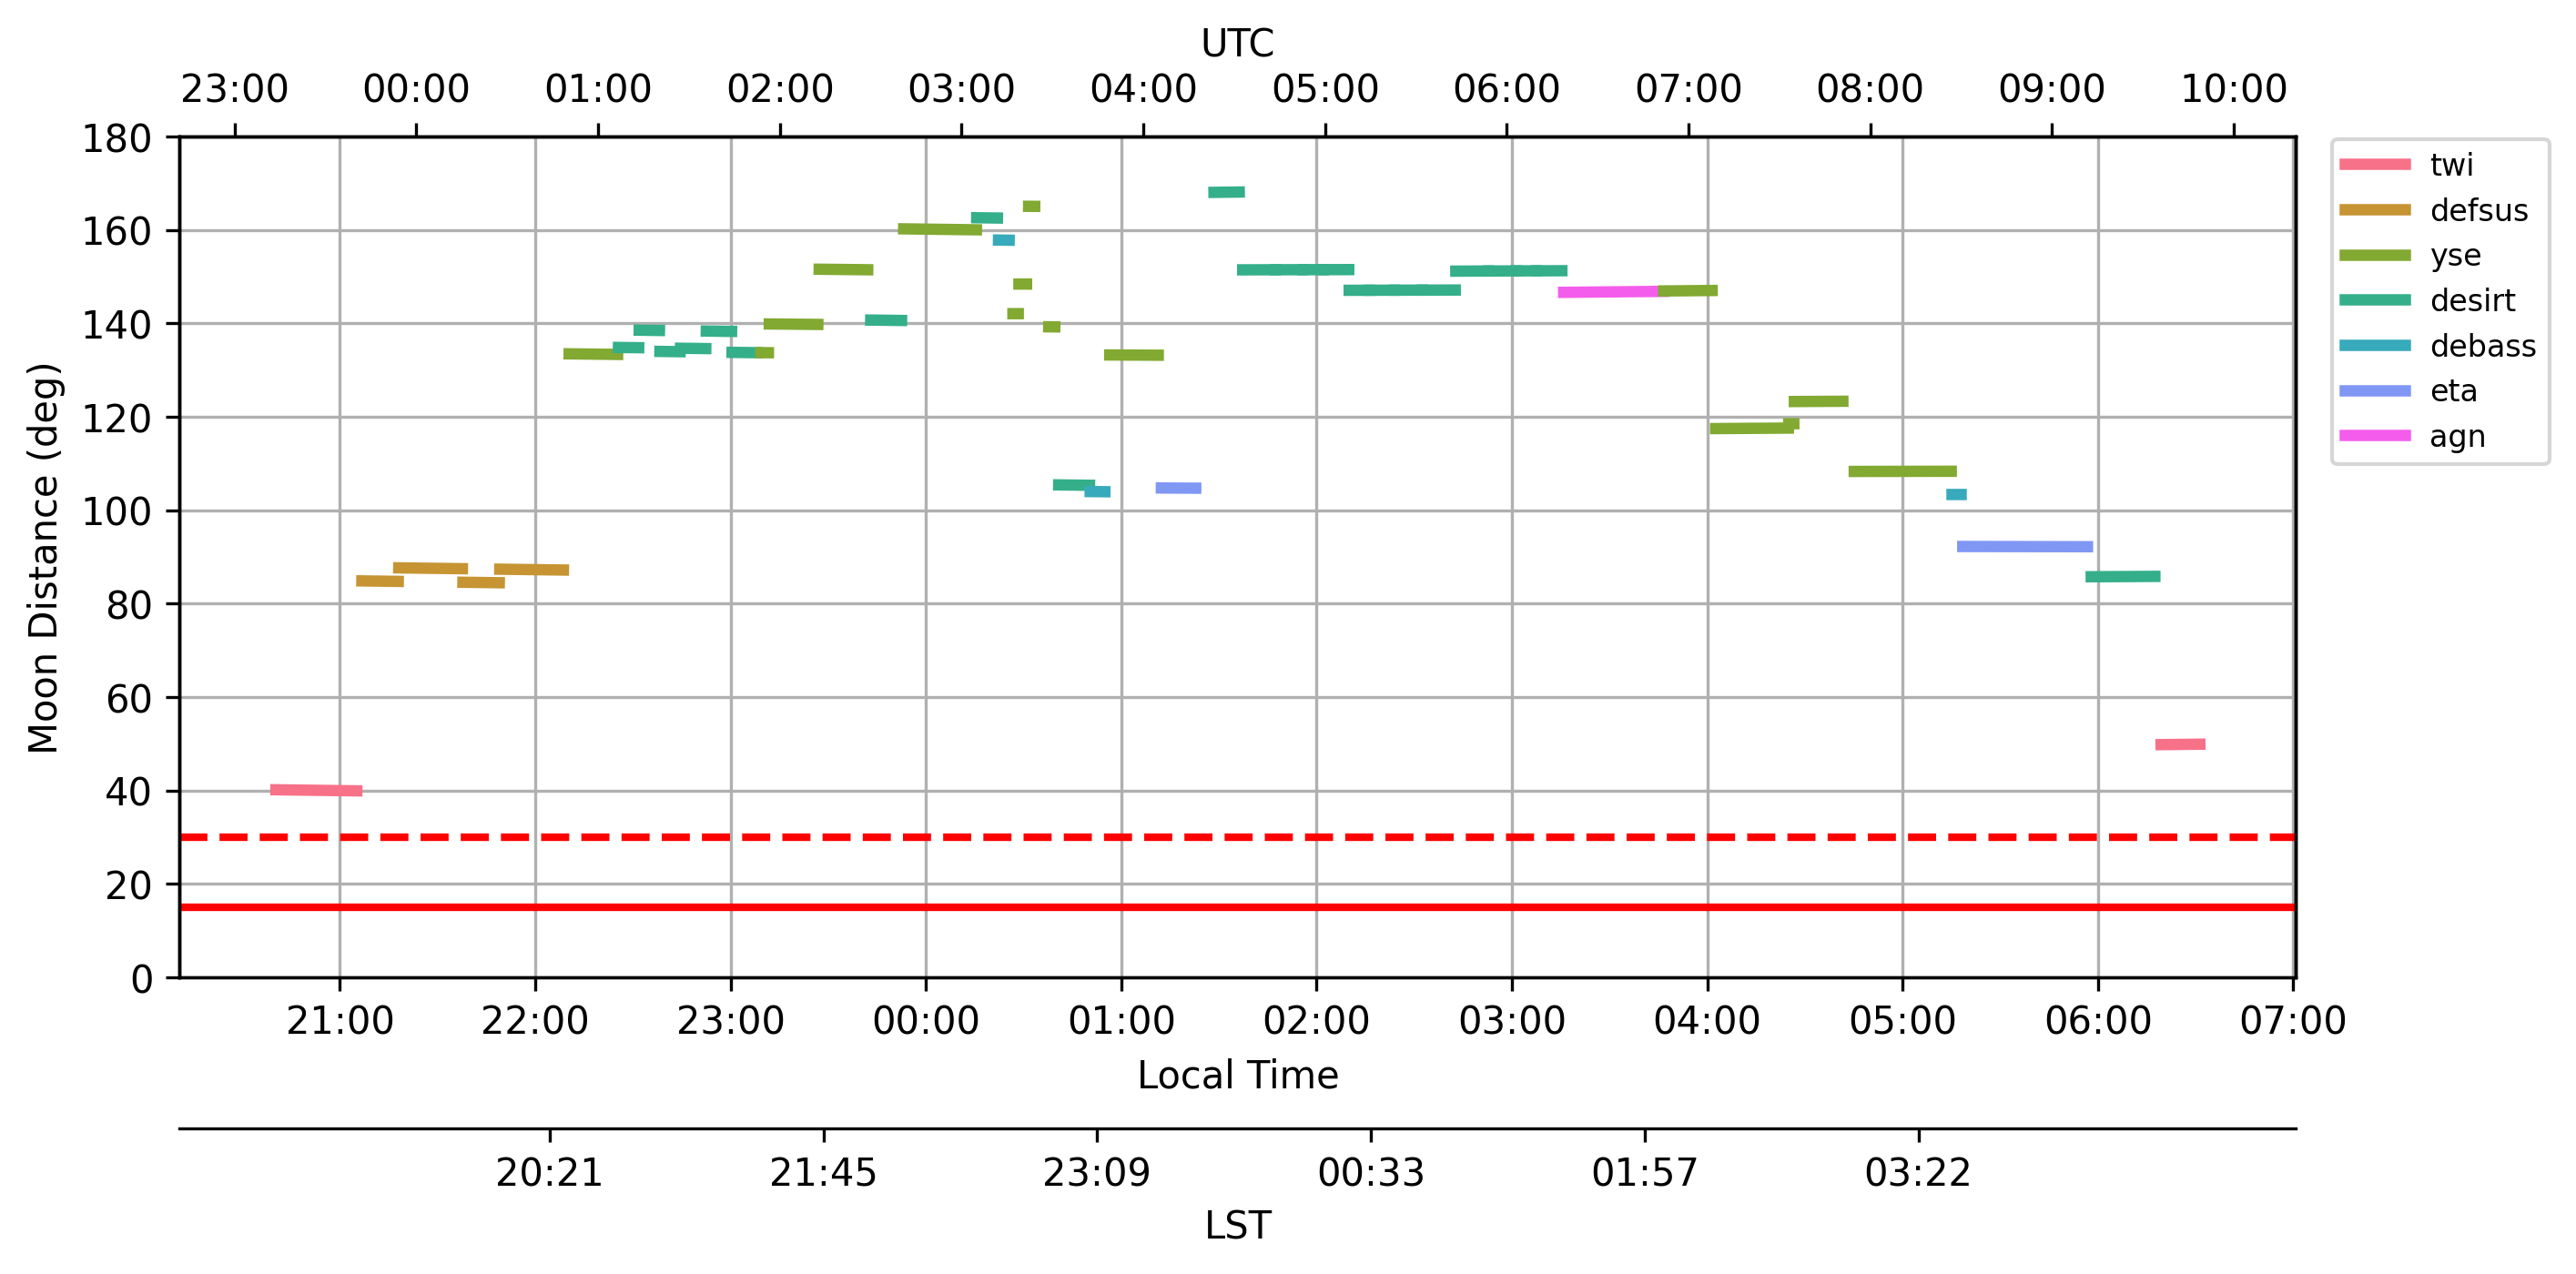 UTC
23:00 00:00 01:00 02:00 03:00 04:00 05:00 06:00 07:00 08:00 09:00 10:00
180
160
140
120
100
80
60
40
20
0
Moon Distance (deg)
twi
defsus
yse
desirt
debass
eta
agn
21:00 22:00 23:00 00:00 01:00 02:00 03:00 04:00 05:00 06:00 07:00
Local Time
20:21 21:45 23:09 00:33 01:57 03:22
LST